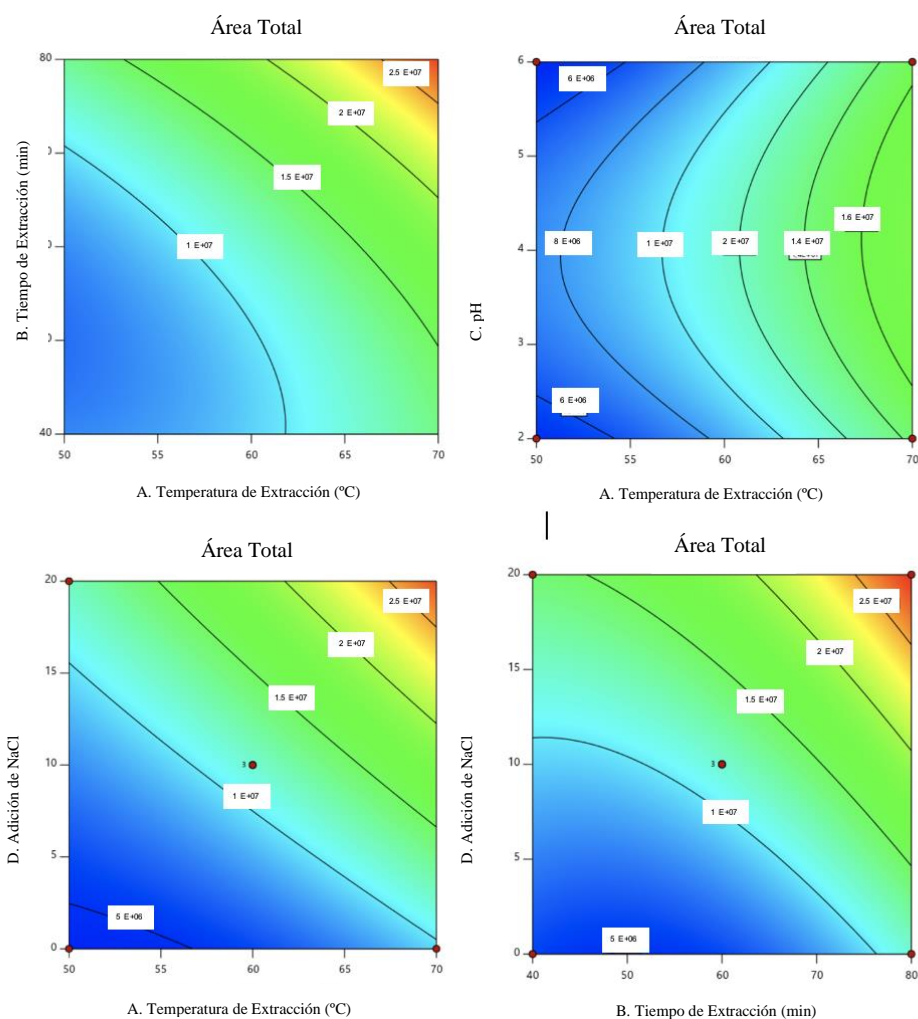 Área Total
80
2.5 E+07
2 E+07
1.5 E+07
1 E+07
40
50
55
60
65
70
B. Tiempo de Extracción (min)
A. Temperatura de Extracción (ºC)
Área Total
6
6 E+06
5
1.6 E+07
4
8 E+06
1 E+07
2 E+07
1.4 E+07
3
6 E+06
2
50
55
60
65
70
C. pH
A. Temperatura de Extracción (ºC)
Área Total
20
2.5 E+07
2 E+07
15
1.5 E+07
10
3
1 E+07
5
5 E+06
0
50
55
60
65
70
D. Adición de NaCl
A. Temperatura de Extracción (ºC)
Área Total
20
2.5 E+07
2 E+07
15
1.5 E+07
10
3
1 E+07
5
5 E+06
0
40
50
60
70
80
D. Adición de NaCl
B. Tiempo de Extracción (min)